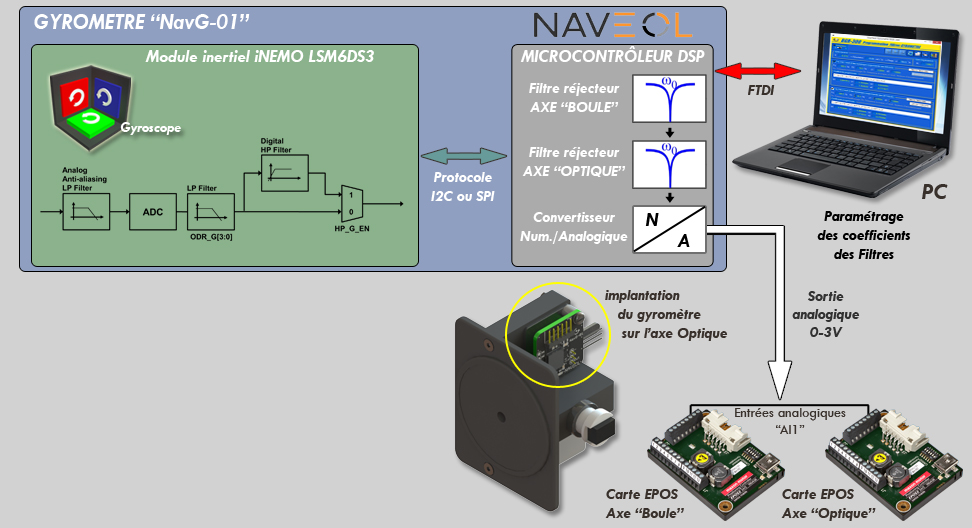 GYROMETRE “NavG-01”
NAVEOL
Module inertiel iNEMO LSM6DS3
Gyroscope
Analog
Anti-aliasing
LP Filter
ADC
LP Filter
ODR_G[3:0]
Digital
HP Filter
1
0
HP_G_EN
Protocole
I2C ou SPI
MICROCONTRÔLEUR DSP
Filtre réjecteur
AXE “BOULE”
ω0
Filtre réjecteur
AXE “OPTIQUE”
ω0
Convertisseur
Num./Analogique
N
A
FTDI
PC
Paramétrage
des coefficients
des Filtres
implantation
du gyromètre
sur l’axe Optique
Sortie
analogique
0-3V
Entrées analogiques
“AI1”
Carte EPOS
Axe “Boule”
Carte EPOS
Axe “Optique”